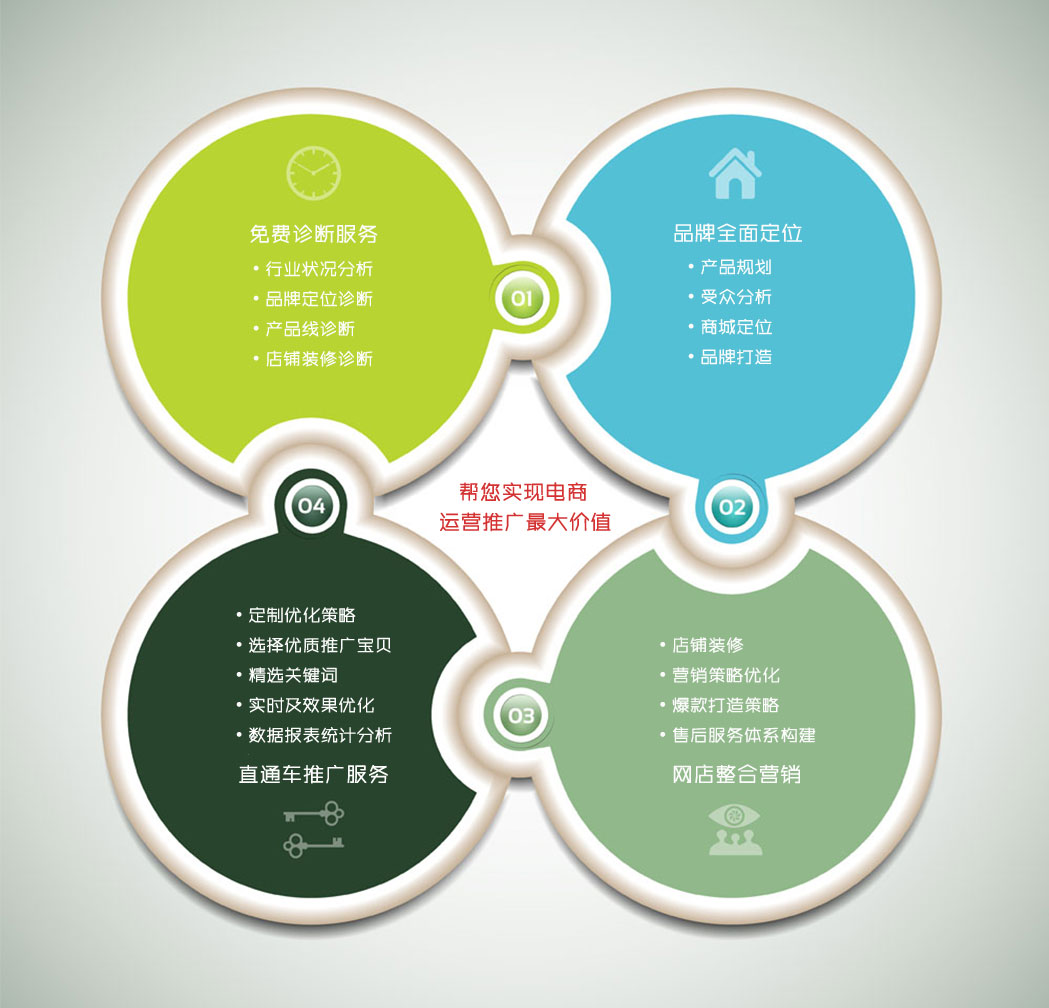 免费诊断服务
• 行业状况分析
• 品牌定位诊断
• 产品线诊断
• 店铺装修诊断
01
品牌全面定位
• 产品规划
• 受众分析
• 商城定位
• 品牌打造
02
帮您实现电商
运营推广最大价值
• 店铺装修
• 营销策略优化
• 爆款打造策略
• 售后服务体系构建
网店整合营销
03
• 定制优化策略
• 选择优质推广宝贝
• 精选关键词
• 实时及效果优化
• 数据报表统计分析
直通车推广服务
04